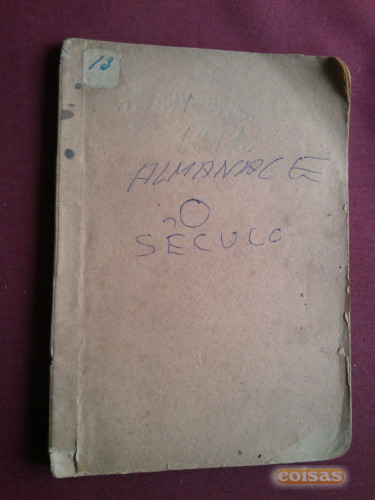 13
ALMANACE
O
SECULO
coisas